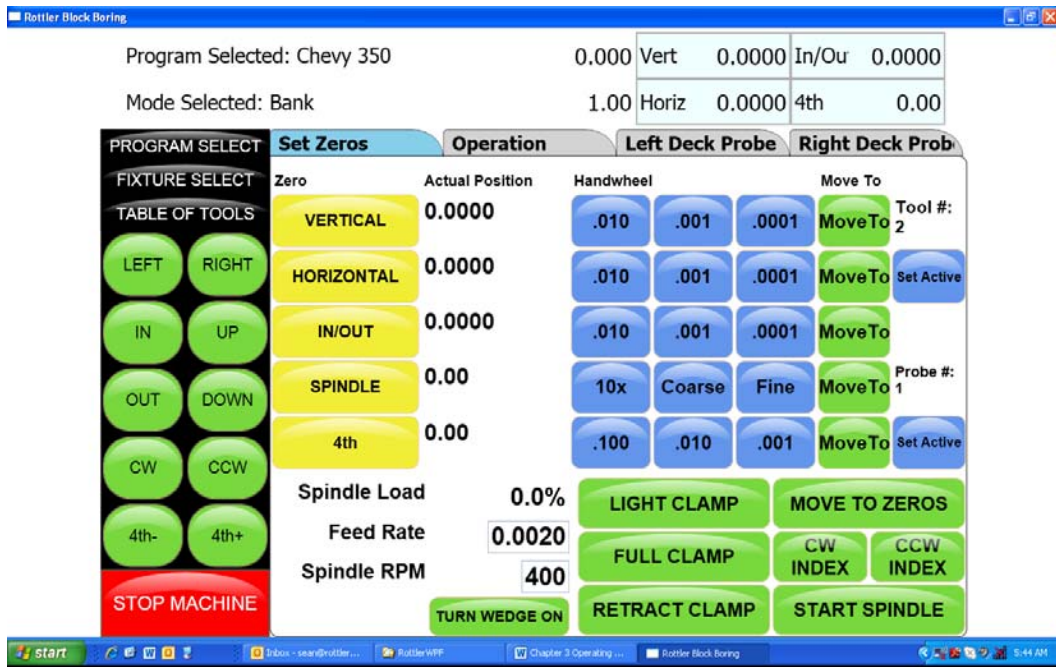 Rottler Block Boring
Program Selected: Chevy 350
0.000 Vert 0.0000 In/Our 0.0000
Mode Selected: Bank
1.00 Horiz 0.0000 4th 0.00
PROGRAM SELECT
FIXTURE SELECT
TABLE OF TOOLS
LEFT RIGHT
IN UP
OUT DOWN
CW CCW
4th- 4th+
STOP MACHINE
Set Zeros Operation Left Deck Probe Right Deck Prob
Zero Actual Position Handwheel Move To
VERTICAL 0.0000 .010 .001 .0001 MoveTo Tool #:
2
HORIZONTAL 0.0000 .010 .001 .0001 MoveTo Set Active
IN/OUT 0.0000 .010 .001 .0001 MoveTo
SPINDLE 0.00 10x Coarse Fine MoveTo Probe #:
1
4th 0.00 .100 .010 .001 MoveTo Set Active
Spindle Load 0.0%
Feed Rate 0.0020
Spindle RPM 400
TURN WEDGE ON
LIGHT CLAMP MOVE TO ZEROS
FULL CLAMP CW INDEX CCW INDEX
RETRACT CLAMP START SPINDLE
start Inbox - sean@rottler... RottlerWPF Chapter 3 Operating ... Rottler Block Boring 5:44 AM